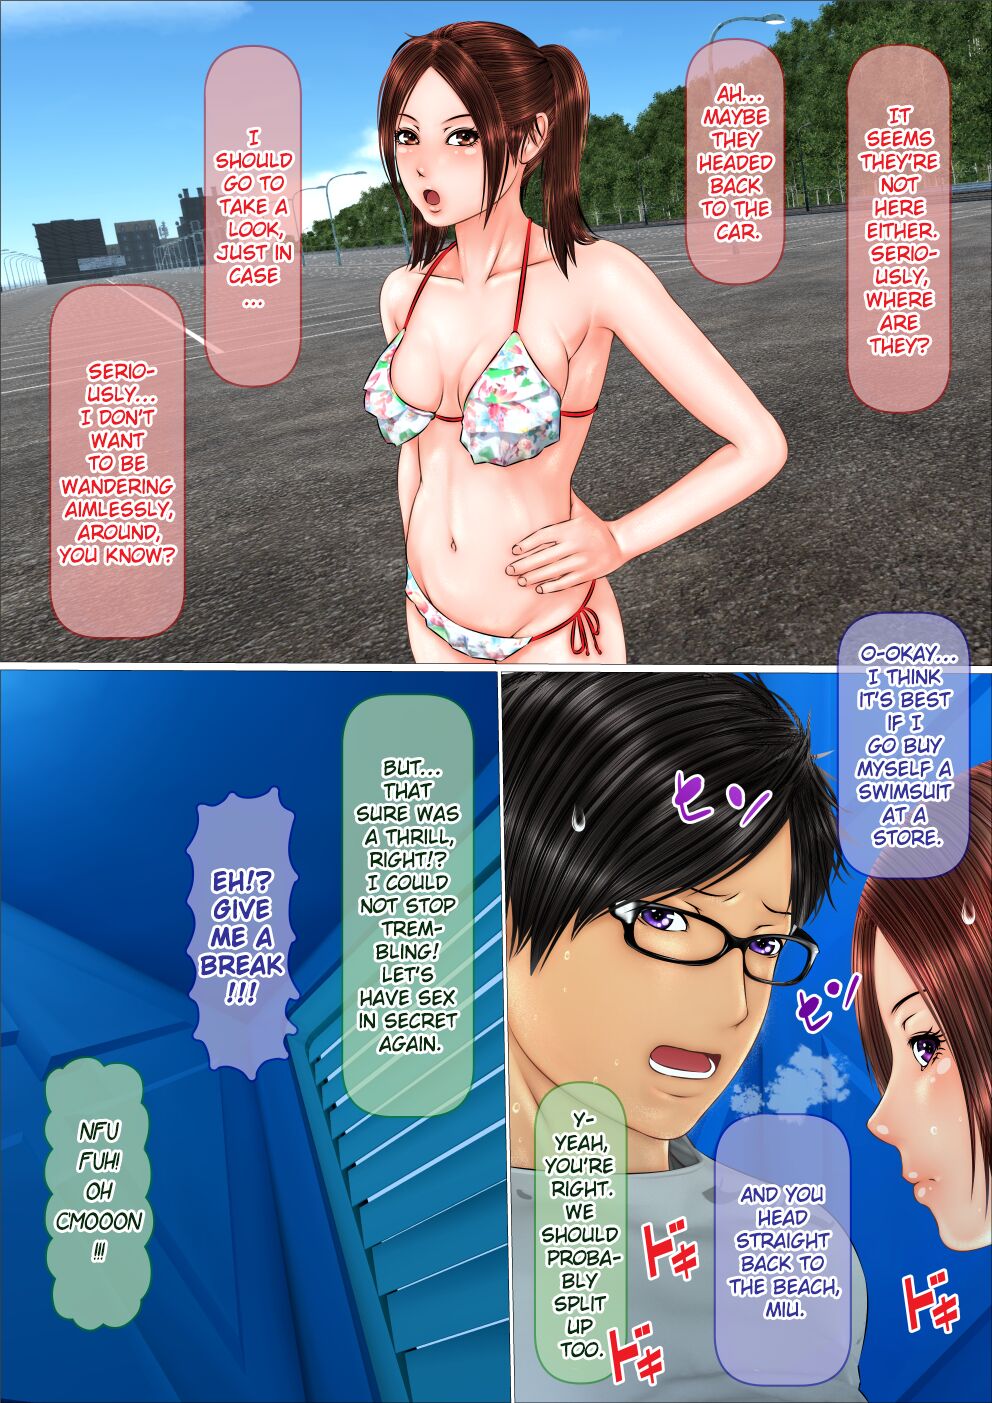 IT
SEEMS
THEY'RE
NOT
HERE
EITHER.
SERIO-
USLY,
WHERE
ARE
THEY?
AH...
MAYBE
THEY
HEADED
BACK
TO THE
CAR.
I
SHOULD
GO TO
TAKE A
LOOK,
JUST IN
CASE
...
SERIO-
USLY...
I DON'T
WANT
TO BE
WANDERING
AIMLESSLY,
AROUND,
YOU KNOW?
O-OKAY...
I THINK
IT'S BEST
IF I
GO BUY
MYSELF A
SWIMSUIT
AT A
STORE.
セン
セン
AND YOU
HEAD
STRAIGHT
BACK TO
THE BEACH,
MIU.
Y-
YEAH,
YOU'RE
RIGHT.
WE
SHOULD
PROBA-
BLY
SPLIT
UP
TOO.
ドキ
ドキ
ドキ
BUT...
THAT
SURE WAS
A THRILL,
RIGHT!?
I COULD
NOT STOP
TREM-
BLING!
LET'S
HAVE SEX
IN SECRET
AGAIN.
EH!?
GIVE
ME A
BREAK
!!!
NFU
FUH!
OH
CMOOON
!!!